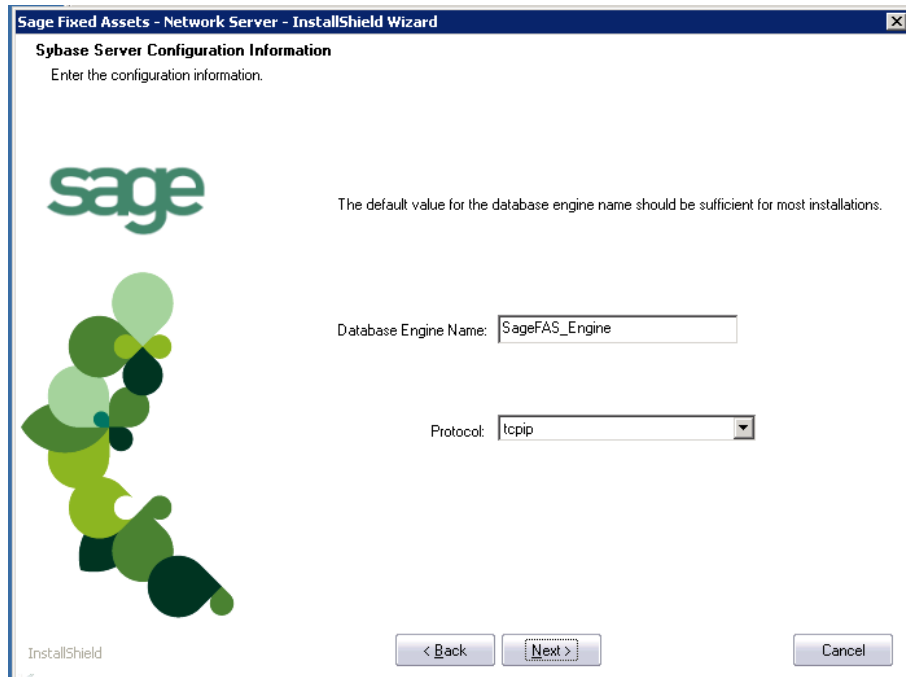 Sage Fixed Assets - Network Server - InstallShield Wizard
Sybase Server Configuration Information
Enter the configuration information.
sage
The default value for the database engine name should be sufficient for most installations.
Database Engine Name: SageFAS_Engine
Protocol: tcpip
InstallShield
< Back Next > Cancel